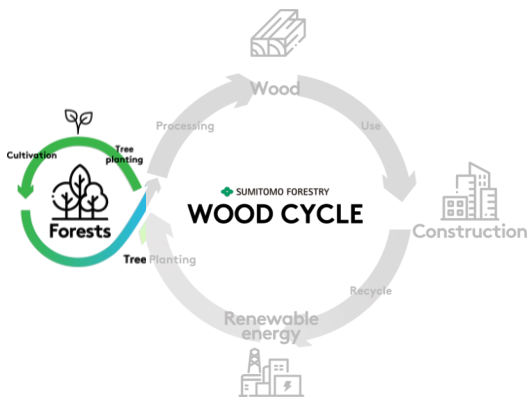 Wood
Processing
Use
Cultivation
Tree
planting
SUMITOMO FORESTRY
WOOD CYCLE
Forests
Construction
Tree Planting
Recycle
Renewable
energy